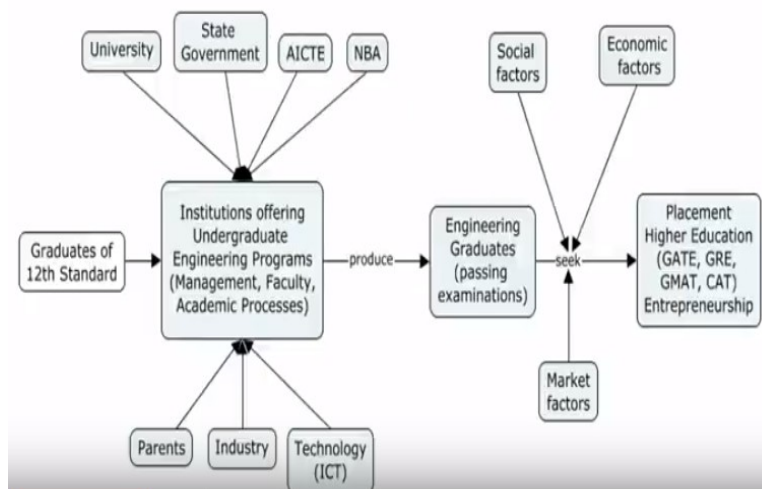 University
State
Government
AICTE
NBA
Social
factors
Economic
factors
Graduates of
12th Standard
Institutions offering
Undergraduate
Engineering Programs
(Management, Faculty,
Academic Processes)
produce
Engineering
Graduates
(passing
examinations)
seek
Placement
Higher Education
(GATE, GRE,
GMAT, CAT)
Entrepreneurship
Market
factors
Parents
Industry
Technology
(ICT)